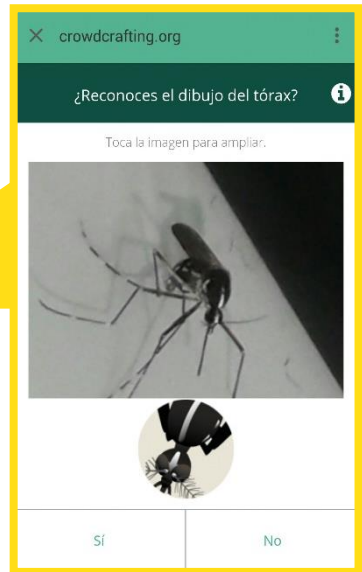 crowdcrafting.org
¿Reconoces el dibujo del tórax?
Toca la imagen para ampliar.
Sí
No